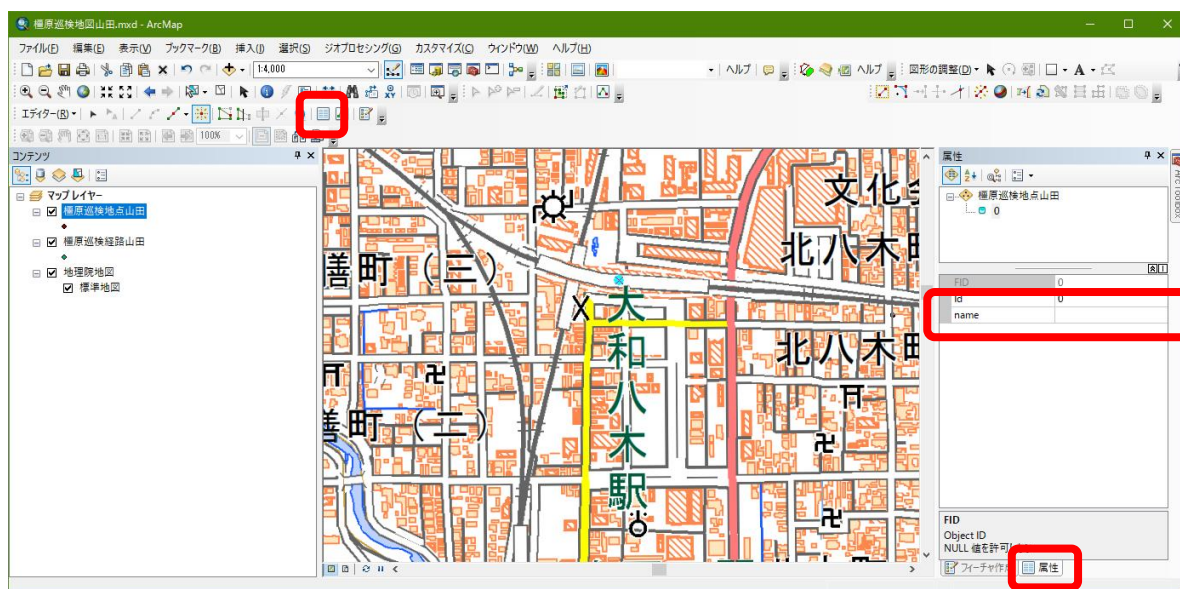 橿原巡検地図山田.mxd - ArcMap
ファイル(F) 編集(E) 表示(V) ブックマーク(B) 挿入(I) 選択(S) ジオプロセシング(G) カスタマイズ(C) ウィンドウ(W) ヘルプ(H)
1:4,000 ヘルプ ヘルプ 図形の調整(D)
エディター(R)
100%
コンテンツ
マップ レイヤー
橿原巡検地点山田
橿原巡検経路山田
地理院地図
標準地図
文化会
北八木町
善町(三)
大和八木駅
北八木町
善町(二)
属性
橿原巡検地点山田
0
FID 0
Id 0
name
FID
Object ID
NULL 値を許可
フィーチャ作成 属性
ArcToolbox